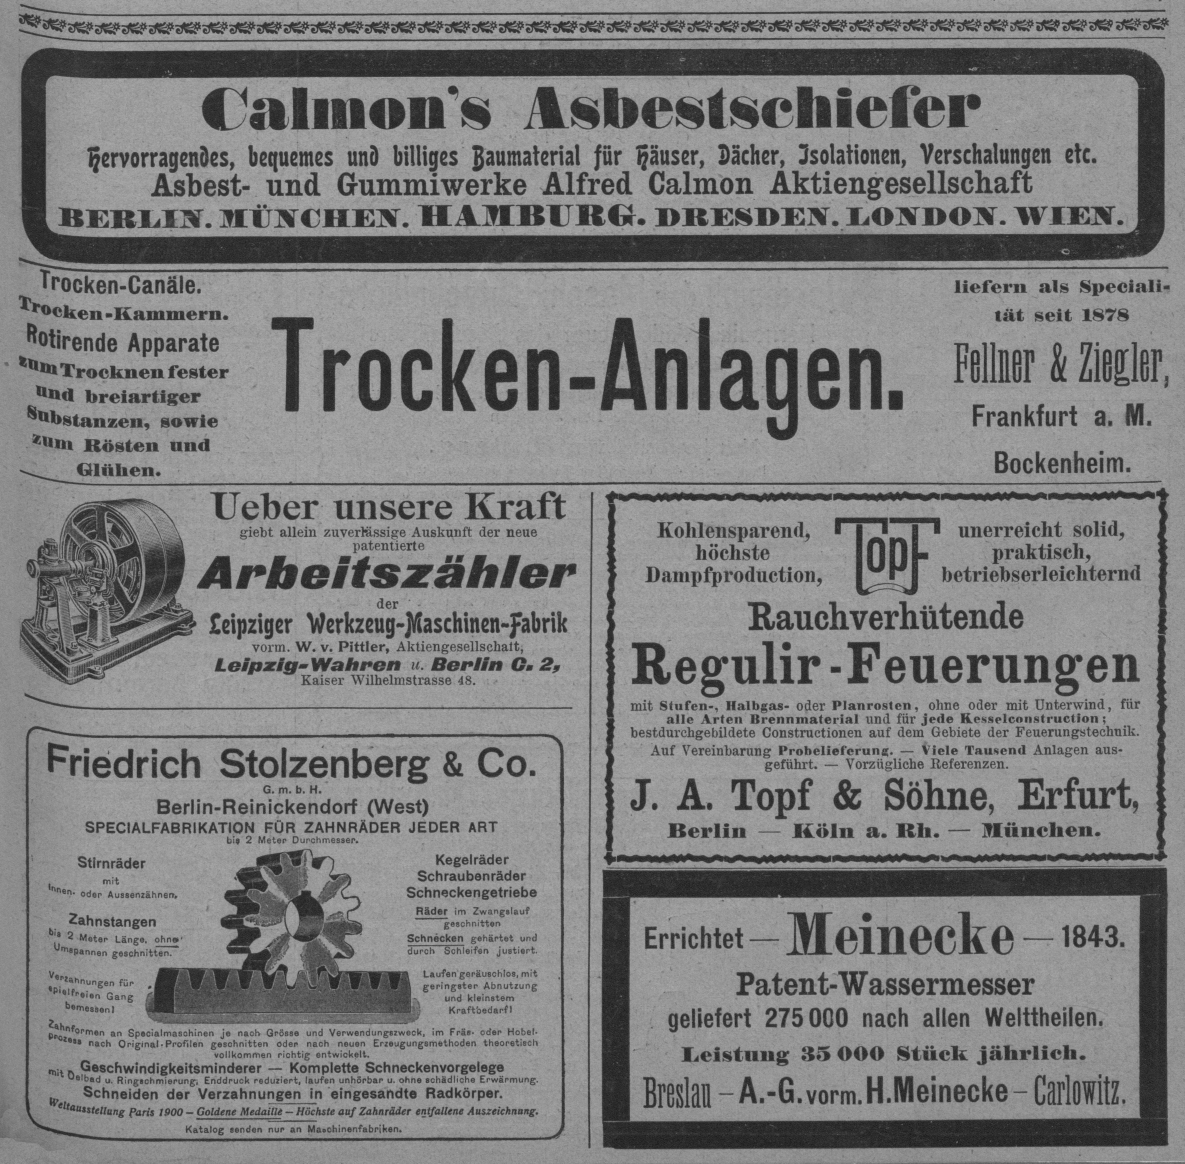 Calmon's Asbestschiefer
Hervorragendes, bequemes und billiges Baumaterial für Häuser, Dächer, Isolationen, Verschalungen etc.
Asbest- und Gummiwerke Alfred Calmon Aktiengesellschaft
BERLIN. MÜNCHEN. HAMBURG. DRESDEN. LONDON. WIEN.
Trocken-Canäle.
Trocken-Kammern.
Rotirende Apparate
zum Trocknen fester
und breiartiger
Substanzen, sowie
zum Rösten und
Glühen.
Trocken-Anlagen.
liefern als Speciali-
tät seit 1878
Fellner & Ziegler,
Frankfurt a. M.
Bockenheim.
Ueber unsere Kraft
giebt allein zuverlässige Auskunft der neue
patentierte
Arbeitszähler
der
Leipziger Werkzeug-Maschinen-Fabrik
vorm. W. v. Pittler, Aktiengesellschaft,
Leipzig-Wahren u. Berlin C. 2,
Kaiser Wilhelmstrasse 48.
Friedrich Stolzenberg & Co.
G. m. b. H.
Berlin-Reinickendorf (West)
SPECIALFABRIKATION FÜR ZAHNRÄDER JEDER ART
bis 2 Meter Durchmesser.
Stirnräder
mit
Innen- oder Aussenzähnen,
Zahnstangen
bis 2 Meter Länge, ohne
Umspannen geschnitten.
Verzahnungen für
spielfreien Gang
bemessen!
Kegelräder
Schraubenräder
Schneckengetriebe
Räder im Zwangslauf
geschnitten
Schnecken gehärtet und
durch Schleifen justiert.
Laufen geräuschlos, mit
geringster Abnutzung
und kleinstem
Kraftbedarf!
Zahnformen an Specialmaschinen je nach Grösse und Verwendungszweck, im Fräs- oder Hobel-
prozess nach Original-Profilen geschnitten oder nach neuen Erzeugungsmethoden theoretisch
vollkommen richtig entwickelt.
Geschwindigkeitsminderer — Komplette Schneckenvorgelege
mit Oelbad u. Ringschmierung, Enddruck reduziert, laufen unhörbar u. ohne schädliche Erwärmung.
Schneiden der Verzahnungen in eingesandte Radkörper.
Weltausstellung Paris 1900 – Goldene Medaille – Höchste auf Zahnräder entfallene Auszeichnung.
Katalog senden nur an Maschinenfabriken.
Kohlensparend,
höchste
Dampfproduction,
Topf
unerreicht solid,
praktisch,
betriebserleichternd
Rauchverhütende
Regulir-Feuerungen
mit Stufen-, Halbgas- oder Planrosten, ohne oder mit Unterwind, für
alle Arten Brennmaterial und für jede Kesselconstruction;
bestdurchgebildete Constructionen auf dem Gebiete der Feuerungstechnik.
Auf Vereinbarung Probelieferung. — Viele Tausend Anlagen aus-
geführt. — Vorzügliche Referenzen.
J. A. Topf & Söhne, Erfurt,
Berlin — Köln a. Rh. — München.
Errichtet — Meinecke — 1843.
Patent-Wassermesser
geliefert 275 000 nach allen Welttheilen.
Leistung 35 000 Stück jährlich.
Breslau – A.-G. vorm. H. Meinecke – Carlowitz.